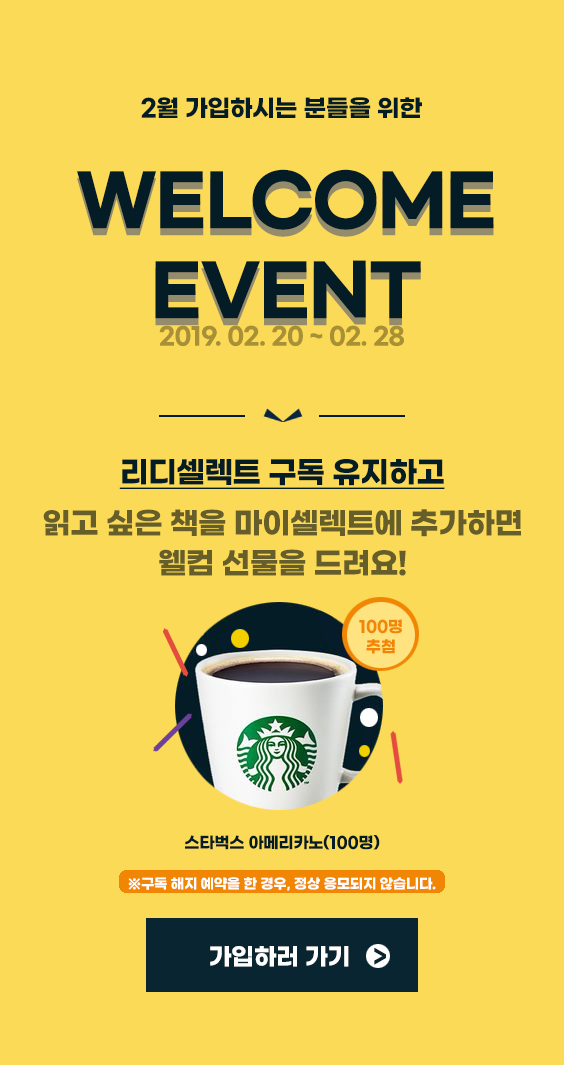 2월 가입하시는 분들을 위한
WELCOME
EVENT
2019. 02. 20 ~ 02. 28
리디셀렉트 구독 유지하고
읽고 싶은 책을 마이셀렉트에 추가하면
웰컴 선물을 드려요!
100명
추첨
스타벅스 아메리카노(100명)
※구독 해지 예약을 한 경우, 정상 응모되지 않습니다.
가입하러 가기